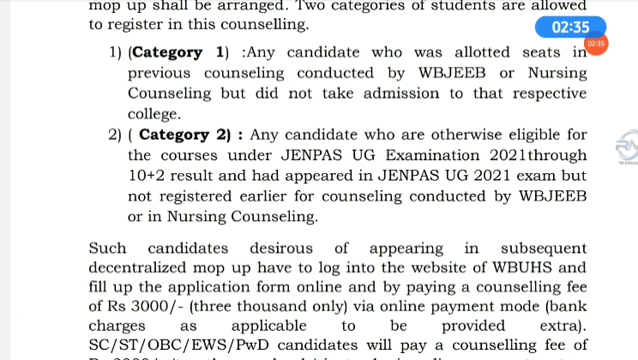 mop up shall be arranged. Two categories of students are allowed
to register in this counselling.
02:35
02:35
1) (Category 1) :Any candidate who was allotted seats in
previous counseling conducted by WBJEEB or Nursing
Counseling but did not take admission to that respective
college.
2) ( Category 2) : Any candidate who are otherwise eligible for
the courses under JENPAS UG Examination 2021through
10+2 result and had appeared in JENPAS UG 2021 exam but
not registered earlier for counseling conducted by WBJEEB
or in Nursing Counseling.
Such candidates desirous of appearing in subsequent
decentralized mop up have to log into the website of WBUHS and
fill up the application form online and by paying a counselling fee
of Rs 3000/- (three thousand only) via online payment mode (bank
charges as applicable to be provided extra).
SC/ST/OBC/EWS/PwD candidates will pay a counselling fee of